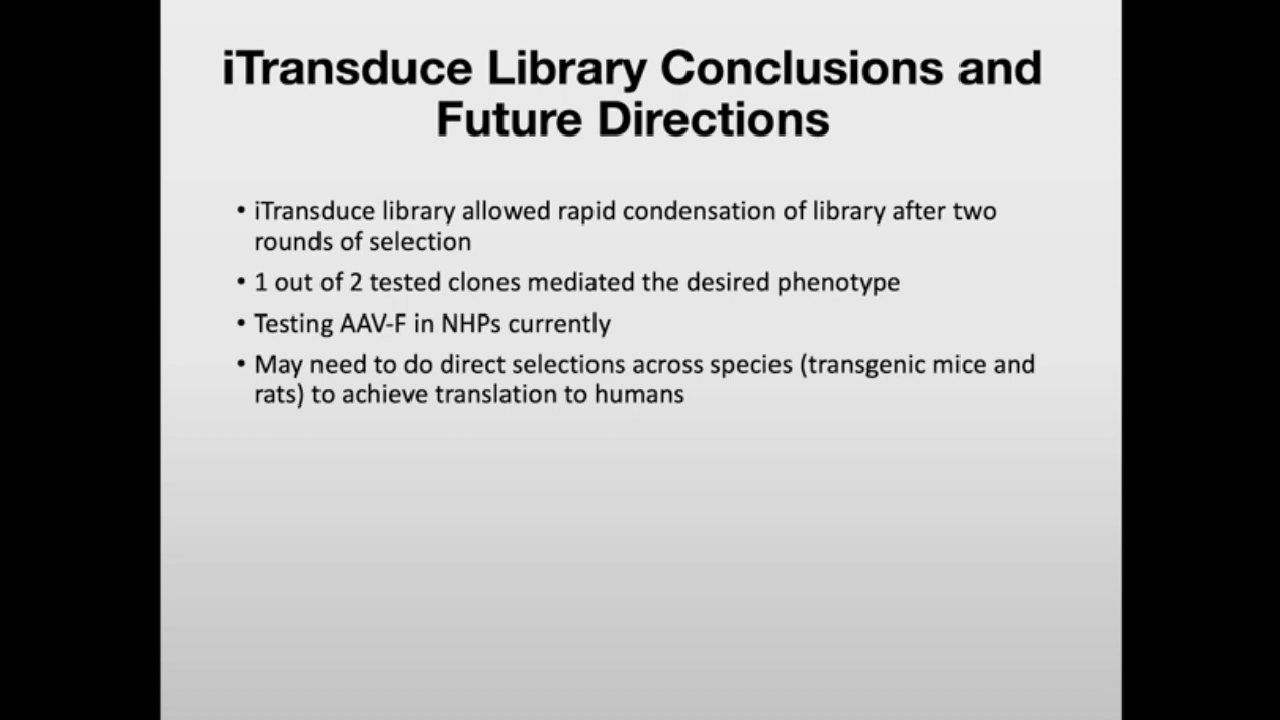 iTransduce Library Conclusions and
Future Directions
• iTransduce library allowed rapid condensation of library after two
rounds of selection
• 1 out of 2 tested clones mediated the desired phenotype
• Testing AAV-F in NHPs currently
• May need to do direct selections across species (transgenic mice and
rats) to achieve translation to humans